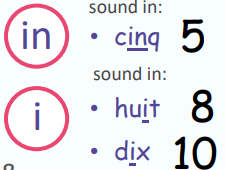 sound in:
in
• cinq 5
sound in:
i
• huit 8
• dix 10